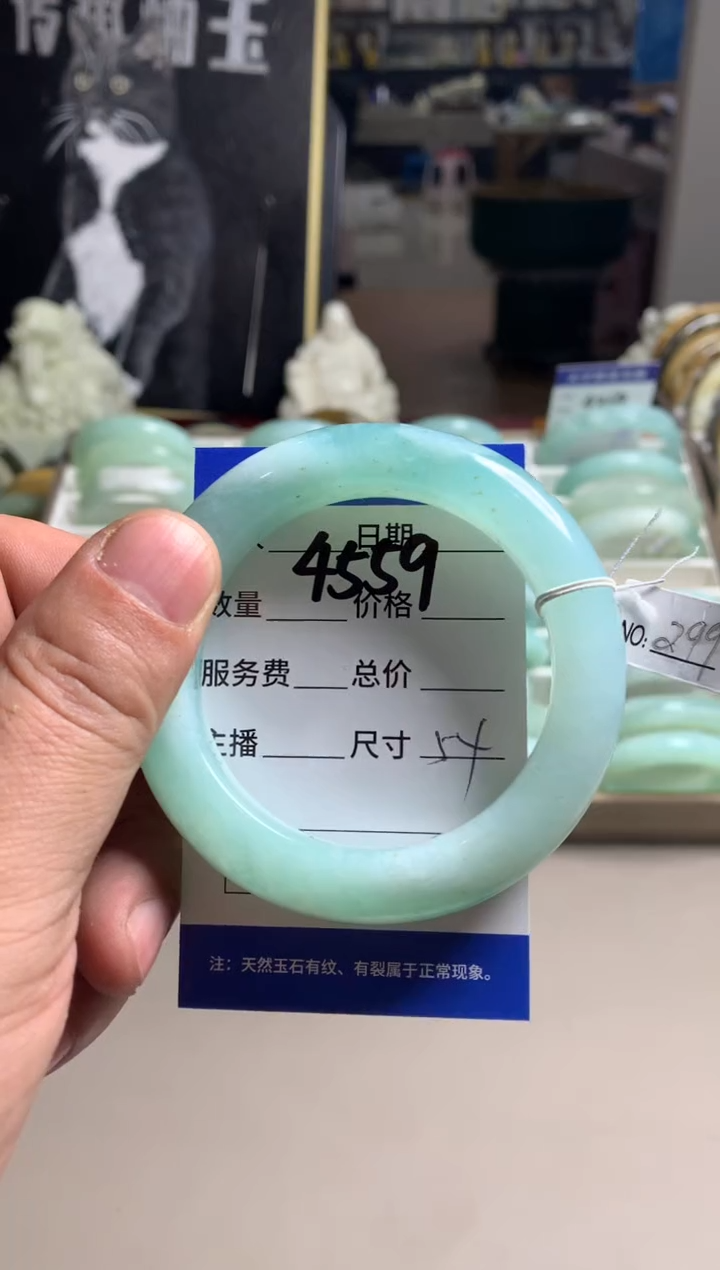 日期
4559
数量 价格
服务费 总价
主播 尺寸 54
NO: 299
注：天然玉石有纹、有裂属于正常现象。